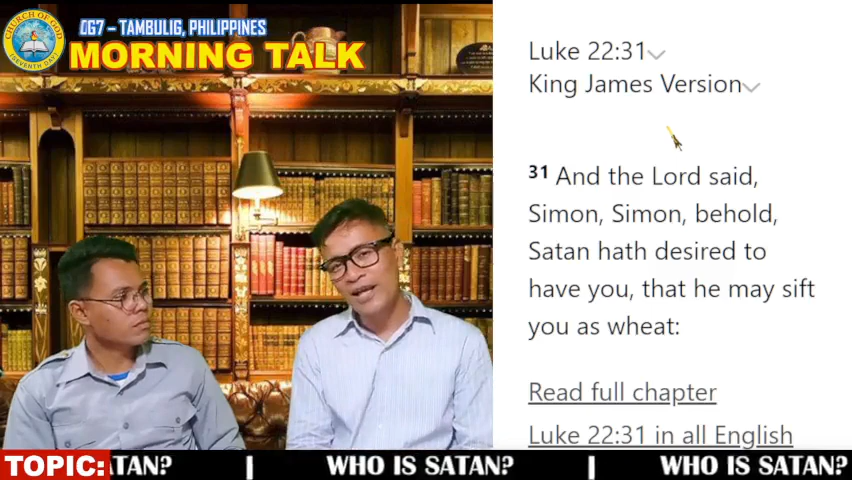 CHURCH OF GOD
(SEVENTH DAY)
CG7 – TAMBULIG, PHILIPPINES
MORNING TALK
Luke 22:31
King James Version
31 And the Lord said,
Simon, Simon, behold,
Satan hath desired to
have you, that he may sift
you as wheat:
Read full chapter
Luke 22:31 in all English
TOPIC: TAN? | WHO IS SATAN? | WHO IS SATAN?